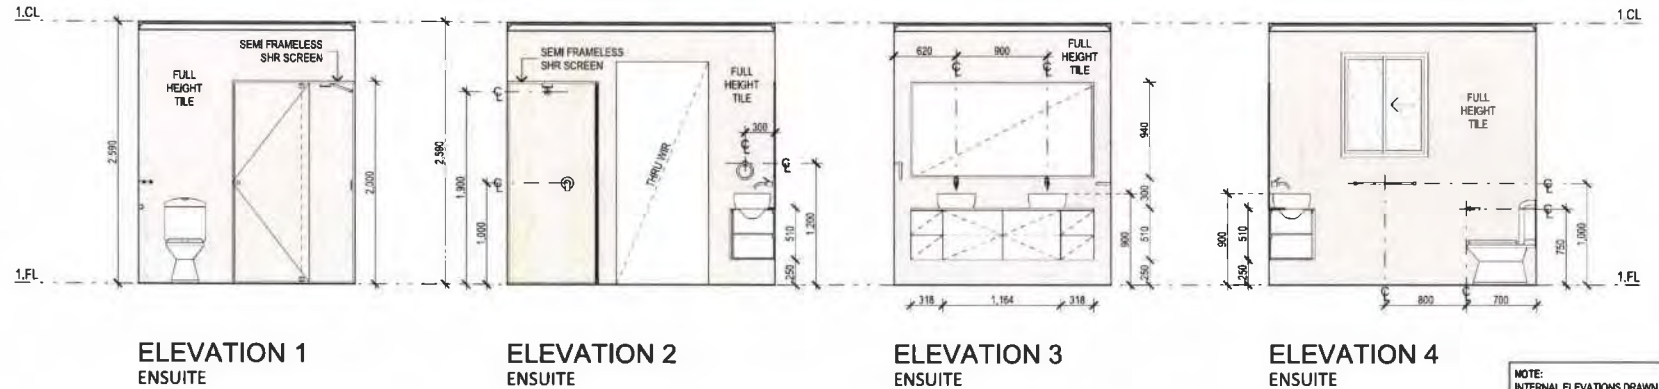 1.CL
1.CL
SEMI FRAMELESS
SHR SCREEN
FULL
HEIGHT
TILE
2,590
2,000
SEMI FRAMELESS
SHR SCREEN
FULL
HEIGHT
TILE
THRU WIR
300
2,590
1,900
1,000
510
250
1,200
620
900
FULL
HEIGHT
TILE
940
300
510
250
900
318
1,164
318
FULL
HEIGHT
TILE
900
510
250
750
1,000
800
700
1.FL
1.FL
ELEVATION 1
ENSUITE
ELEVATION 2
ENSUITE
ELEVATION 3
ENSUITE
ELEVATION 4
ENSUITE
NOTE:
INTERNAL ELEVATIONS DRAWN